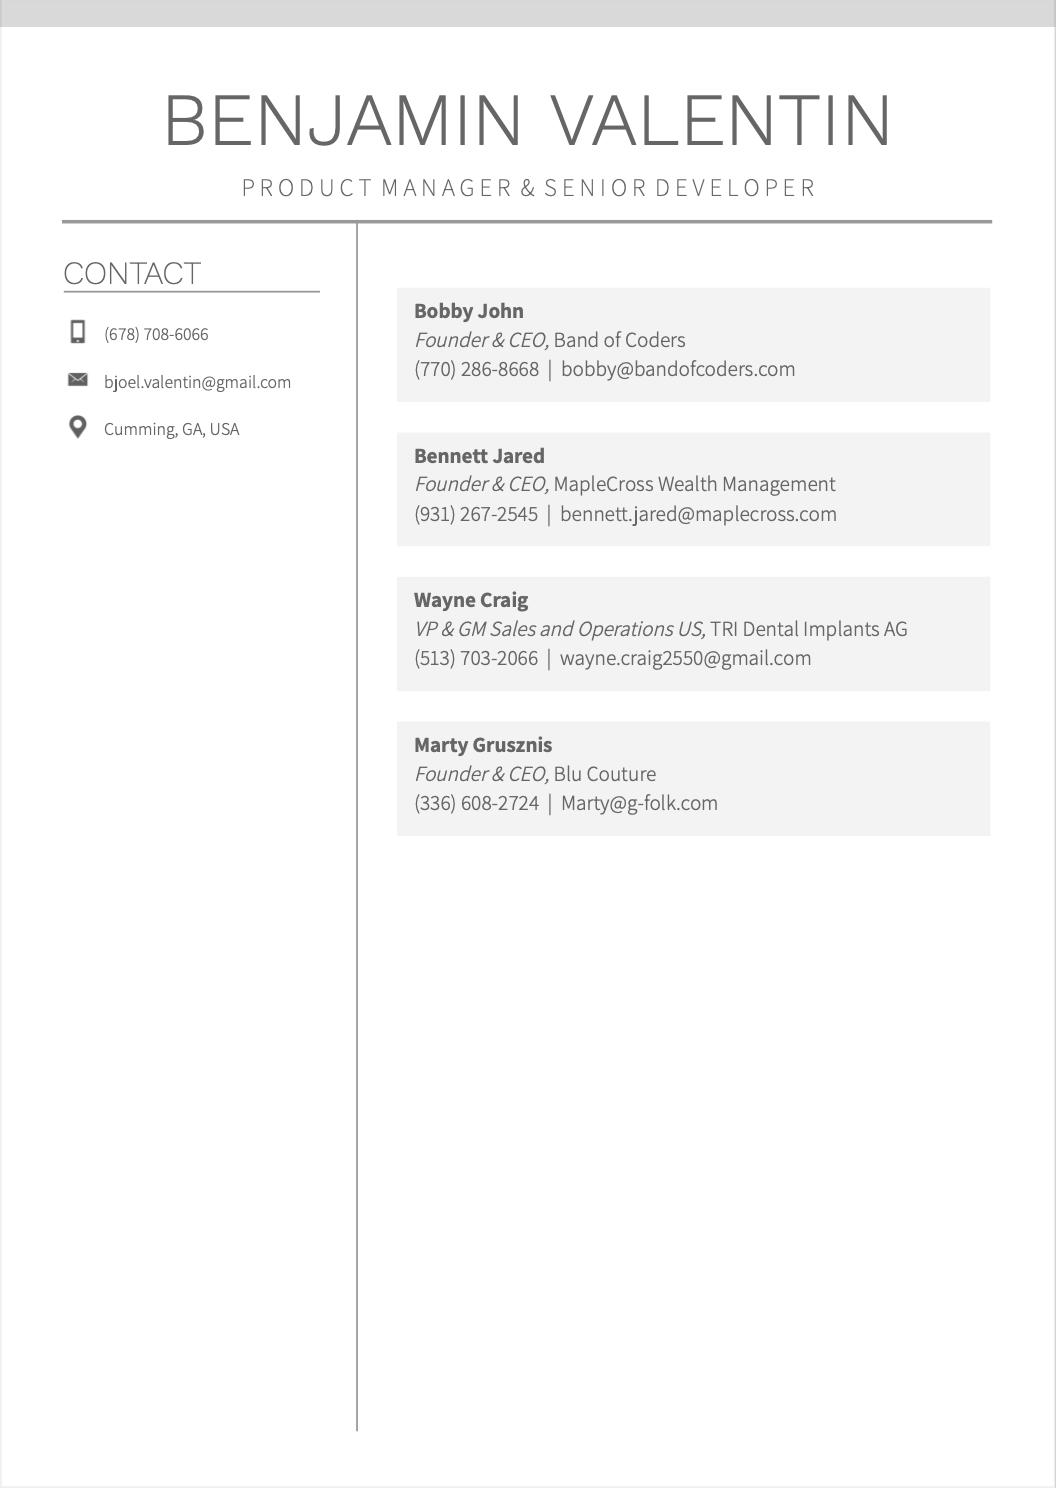 BENJAMIN VALENTIN
PRODUCT MANAGER & SENIOR DEVELOPER
CONTACT
(678) 708-6066
bjoel.valentin@gmail.com
Cumming, GA, USA
Bobby John
Founder & CEO, Band of Coders
(770) 286-8668 | bobby@bandofcoders.com
Bennett Jared
Founder & CEO, MapleCross Wealth Management
(931) 267-2545 | bennett.jared@maplecross.com
Wayne Craig
VP & GM Sales and Operations US, TRI Dental Implants AG
(513) 703-2066 | wayne.craig2550@gmail.com
Marty Grusznis
Founder & CEO, Blu Couture
(336) 608-2724 | Marty@g-folk.com